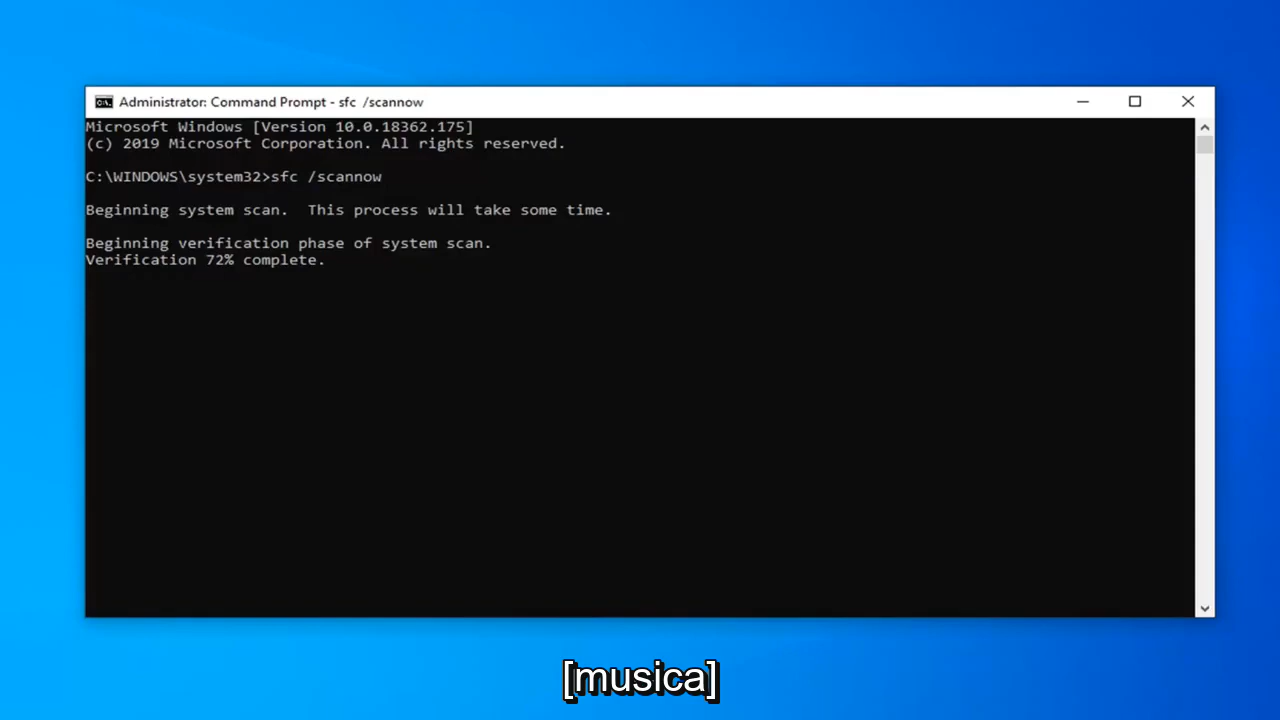 Administrator: Command Prompt - sfc /scannow
Microsoft Windows [Version 10.0.18362.175]
(c) 2019 Microsoft Corporation. All rights reserved.
C:\WINDOWS\system32>sfc /scannow
Beginning system scan.  This process will take some time.
Beginning verification phase of system scan.
Verification 72% complete.
[musica]